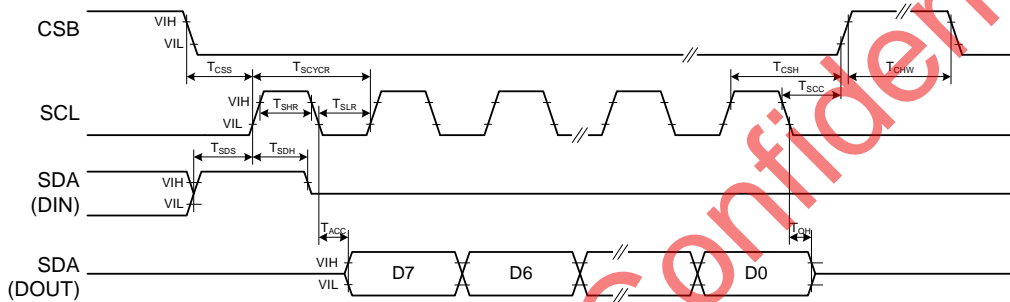 CSB
VIH
VIL
TCSS
TSCYCR
TCSH
TCHW
TSCC
SCL
VIH
VIL
TSHR
TSLR
TSDS
TSDH
SDA
(DIN)
VIH
VIL
TACC
TOH
SDA
(DOUT)
VIH
VIL
D7
D6
D0
Confiden